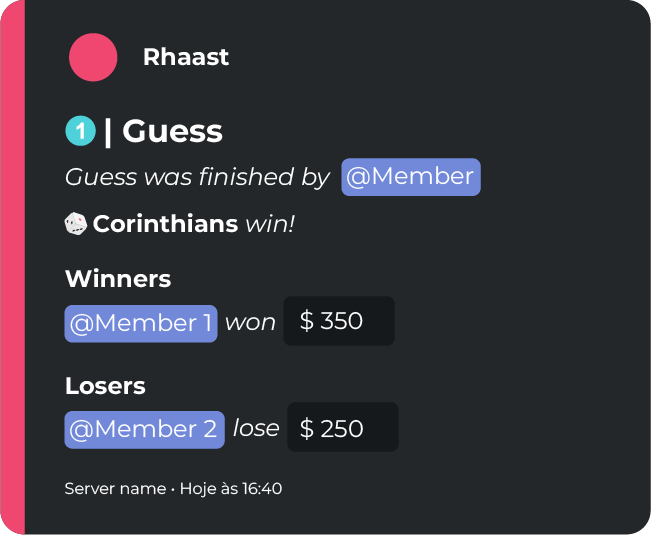 Rhaast
1 | Guess
Guess was finished by @Member
Corinthians win!
Winners
@Member 1 won $ 350
Losers
@Member 2 lose $ 250
Server name • Hoje às 16:40